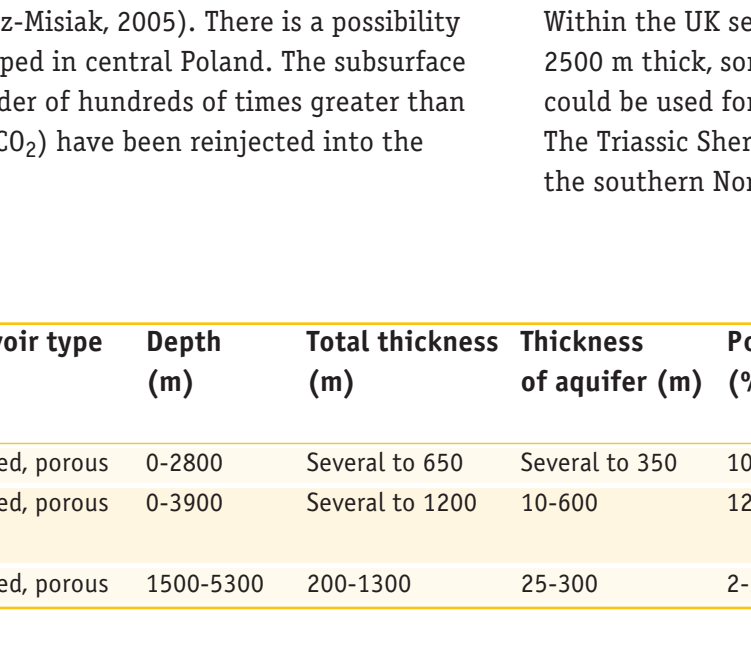 z-Misiak, 2005). There is a possibility
ped in central Poland. The subsurface
der of hundreds of times greater than
CO₂) have been reinjected into the
Within the UK se
2500 m thick, so
could be used fo
The Triassic Sher
the southern Nor
voir type Depth Total thickness Thickness Po
(m) (m) of aquifer (m) (%
ed, porous 0-2800 Several to 650 Several to 350 10
ed, porous 0-3900 Several to 1200 10-600 12
ed, porous 1500-5300 200-1300 25-300 2-